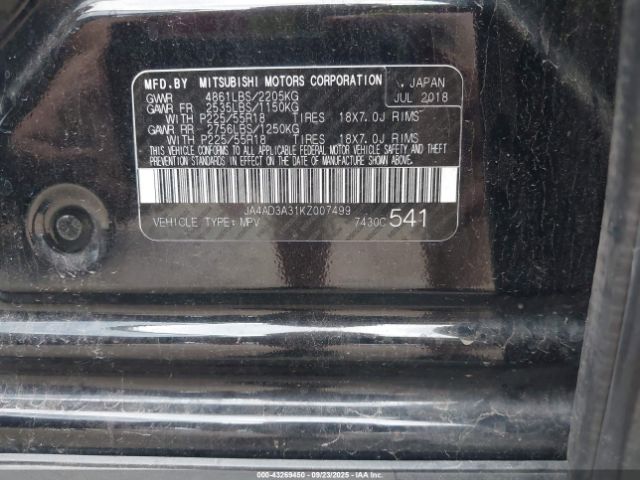 MFD.BY MITSUBISHI MOTORS CORPORATION JAPAN
GVWR 4861LBS/2205KG JUL 2018
GAWR FR 2535LBS/1150KG
WITH P225/55R18 TIRES 18X7.0J RIMS
GAWR RR 2756LBS/1250KG
WITH P225/55R18 TIRES 18X7.0J RIMS
THIS VEHICLE CONFORMS TO ALL APPLICABLE FEDERAL MOTOR VEHICLE SAFETY AND THEFT
PREVENTION STANDARDS IN EFFECT ON THE DATE OF MANUFACTURE SHOWN ABOVE.
JA4AD3A31KZ007499
VEHICLE TYPE: MPV 7430C 541
000-43269450 - 09/23/2025 - IAAI.COM